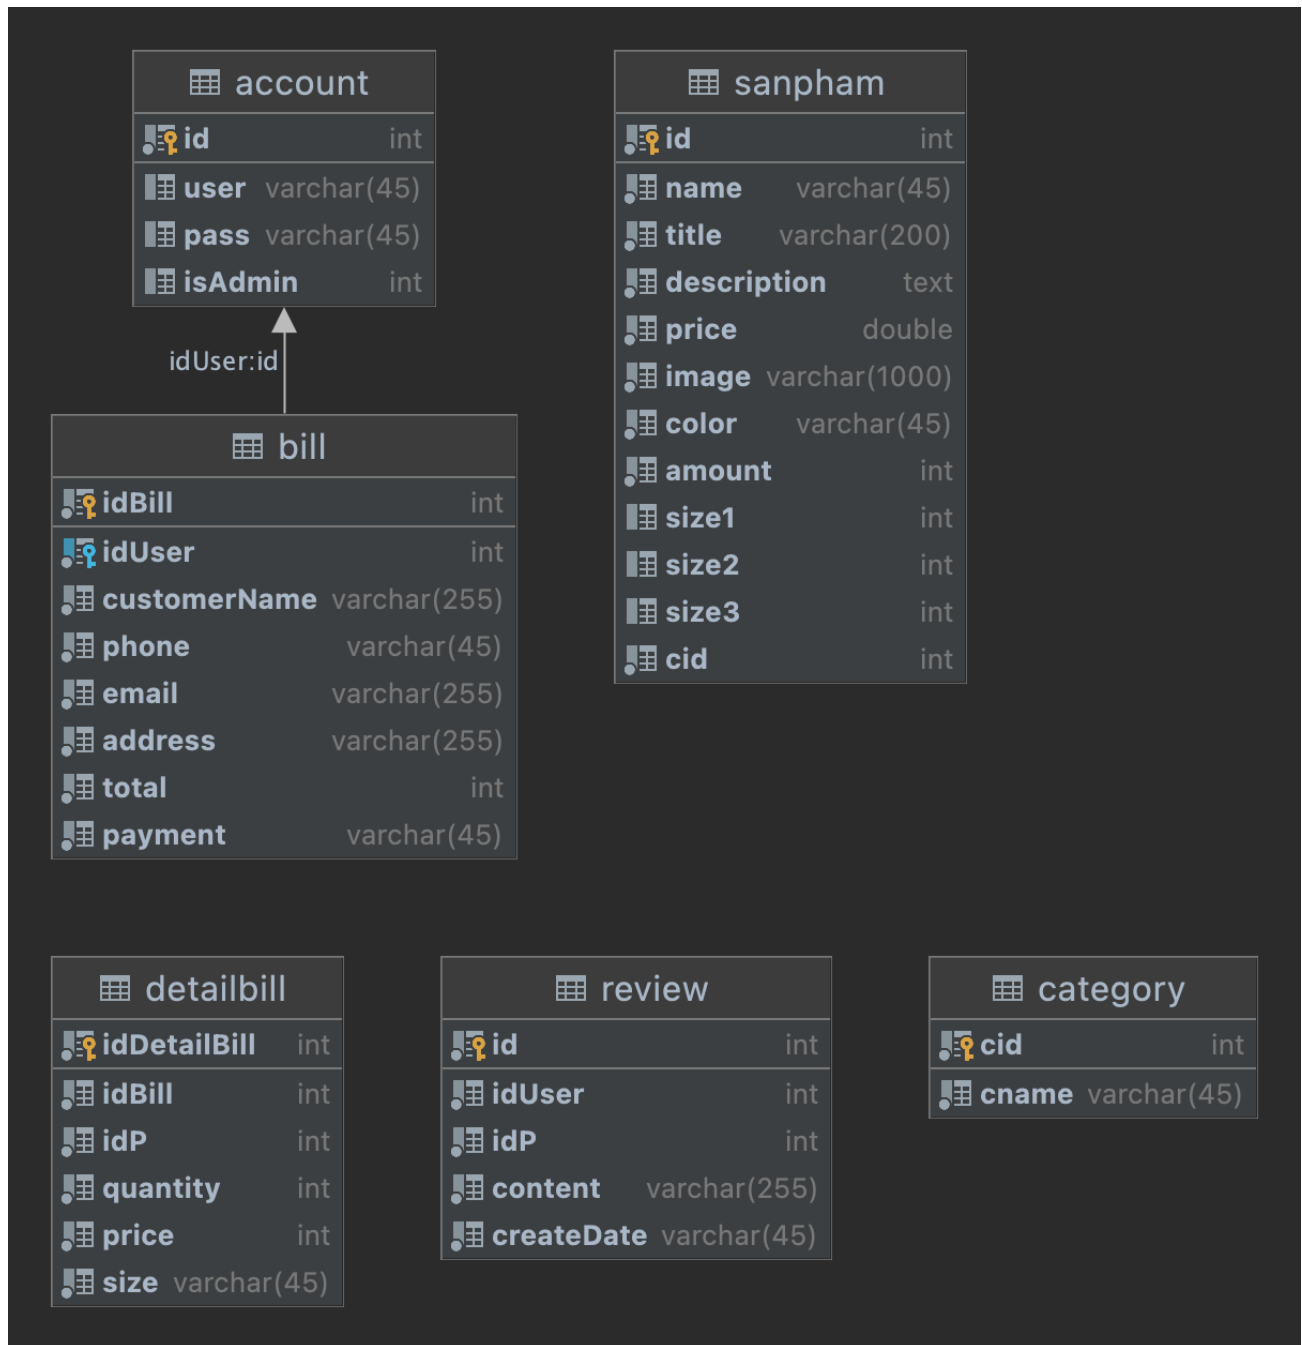 account
id int
user varchar(45)
pass varchar(45)
isAdmin int
idUser:id
bill
idBill int
idUser int
customerName varchar(255)
phone varchar(45)
email varchar(255)
address varchar(255)
total int
payment varchar(45)
sanpham
id int
name varchar(45)
title varchar(200)
description text
price double
image varchar(1000)
color varchar(45)
amount int
size1 int
size2 int
size3 int
cid int
detailbill
idDetailBill int
idBill int
idP int
quantity int
price int
size varchar(45)
review
id int
idUser int
idP int
content varchar(255)
createDate varchar(45)
category
cid int
cname varchar(45)